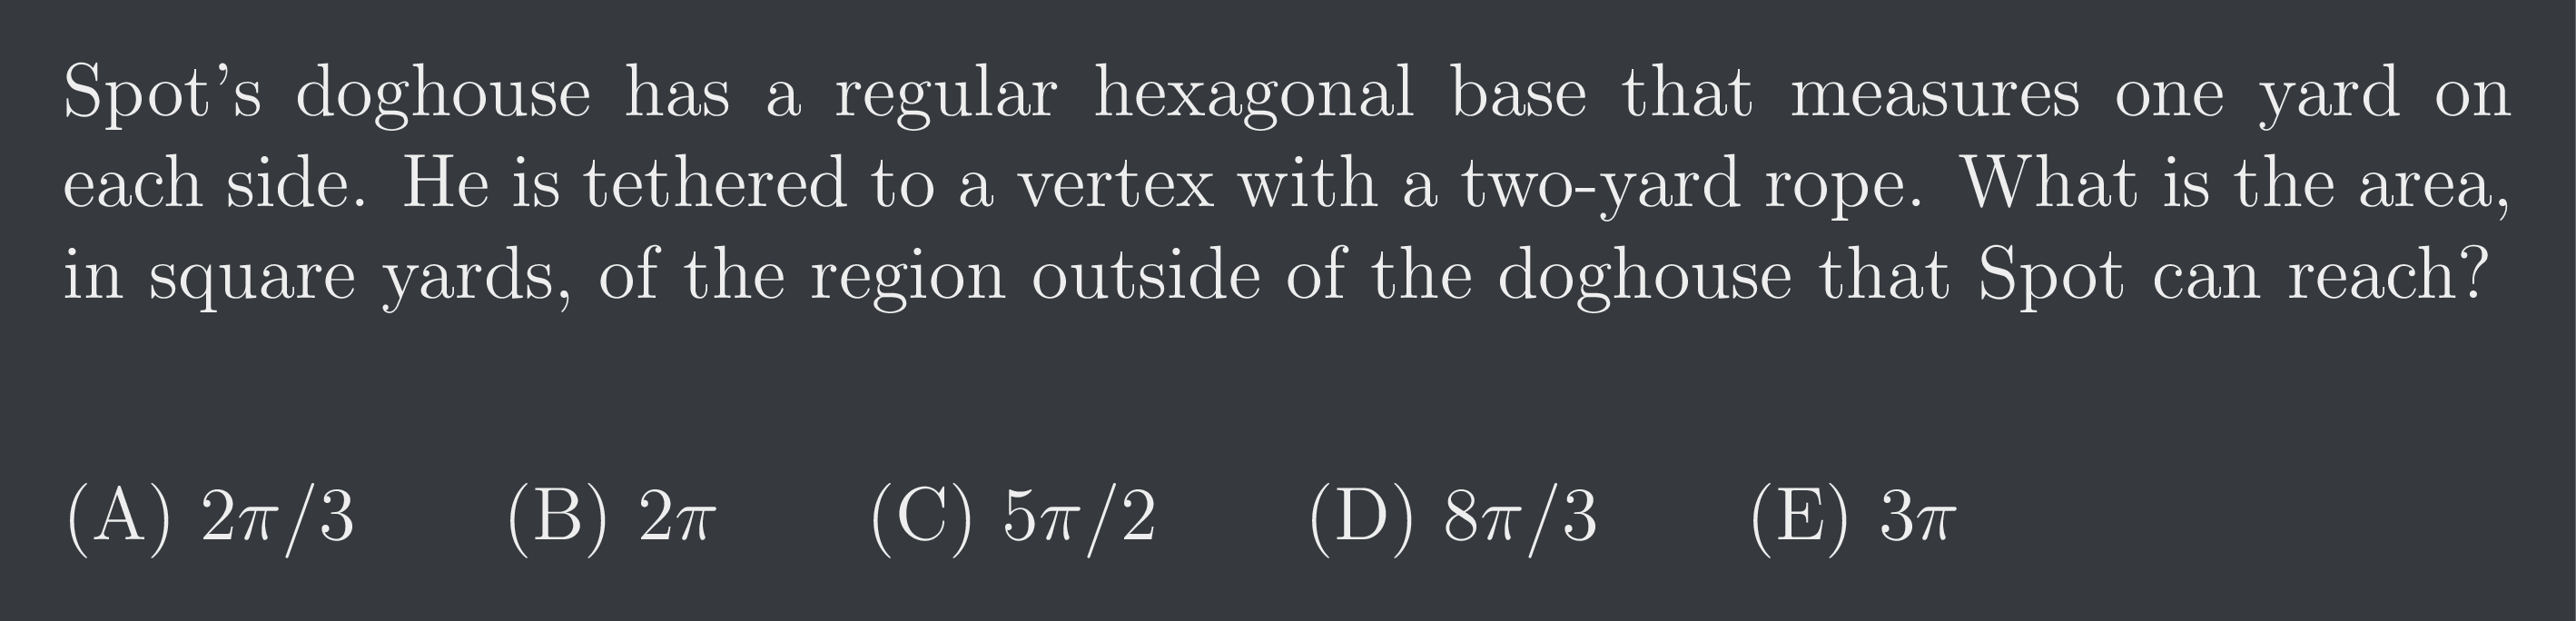 Spot's doghouse has a regular hexagonal base that measures one yard on
each side. He is tethered to a vertex with a two-yard rope. What is the area,
in square yards, of the region outside of the doghouse that Spot can reach?
(A) 2π/3 (B) 2π (C) 5π/2 (D) 8π/3 (E) 3π